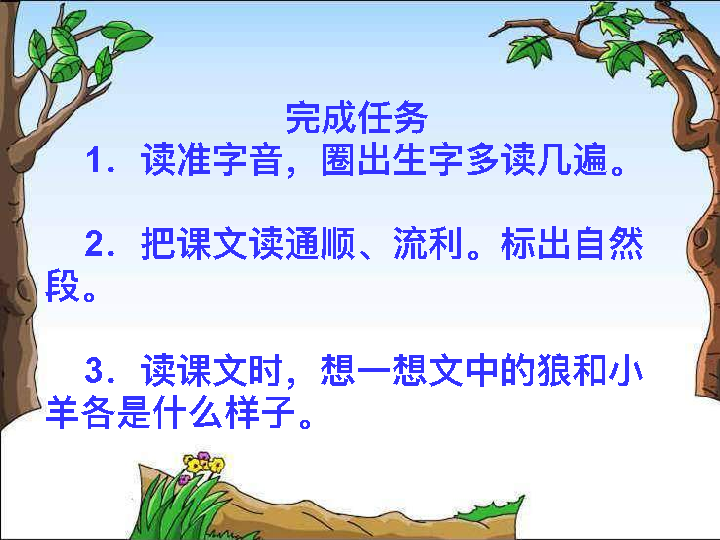 完成任务
1．读准字音，圈出生字多读几遍。
2．把课文读通顺、流利。标出自然
段。
3．读课文时，想一想文中的狼和小
羊各是什么样子。